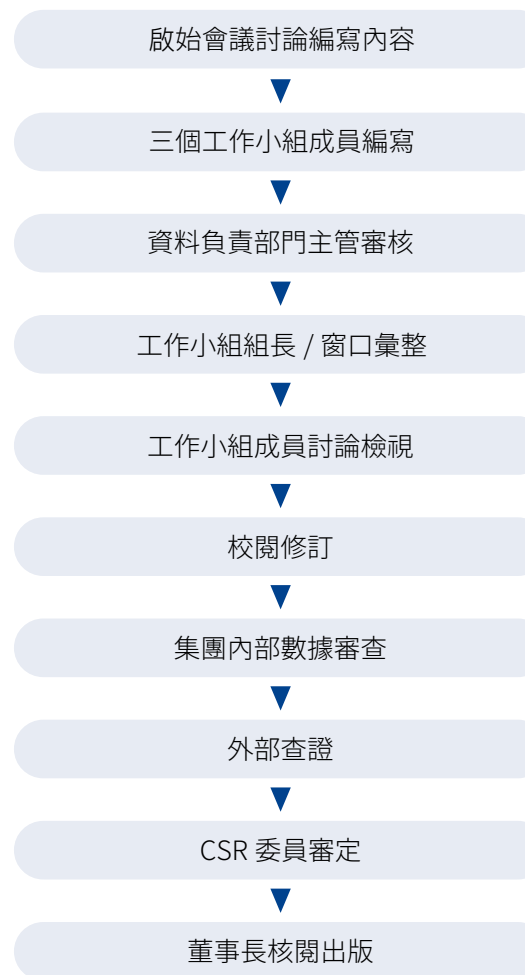 啟始會議討論編寫內容
三個工作小組成員編寫
資料負責部門主管審核
工作小組組長 / 窗口彙整
工作小組成員討論檢視
校閱修訂
集團內部數據審查
外部查證
CSR 委員審定
董事長核閱出版